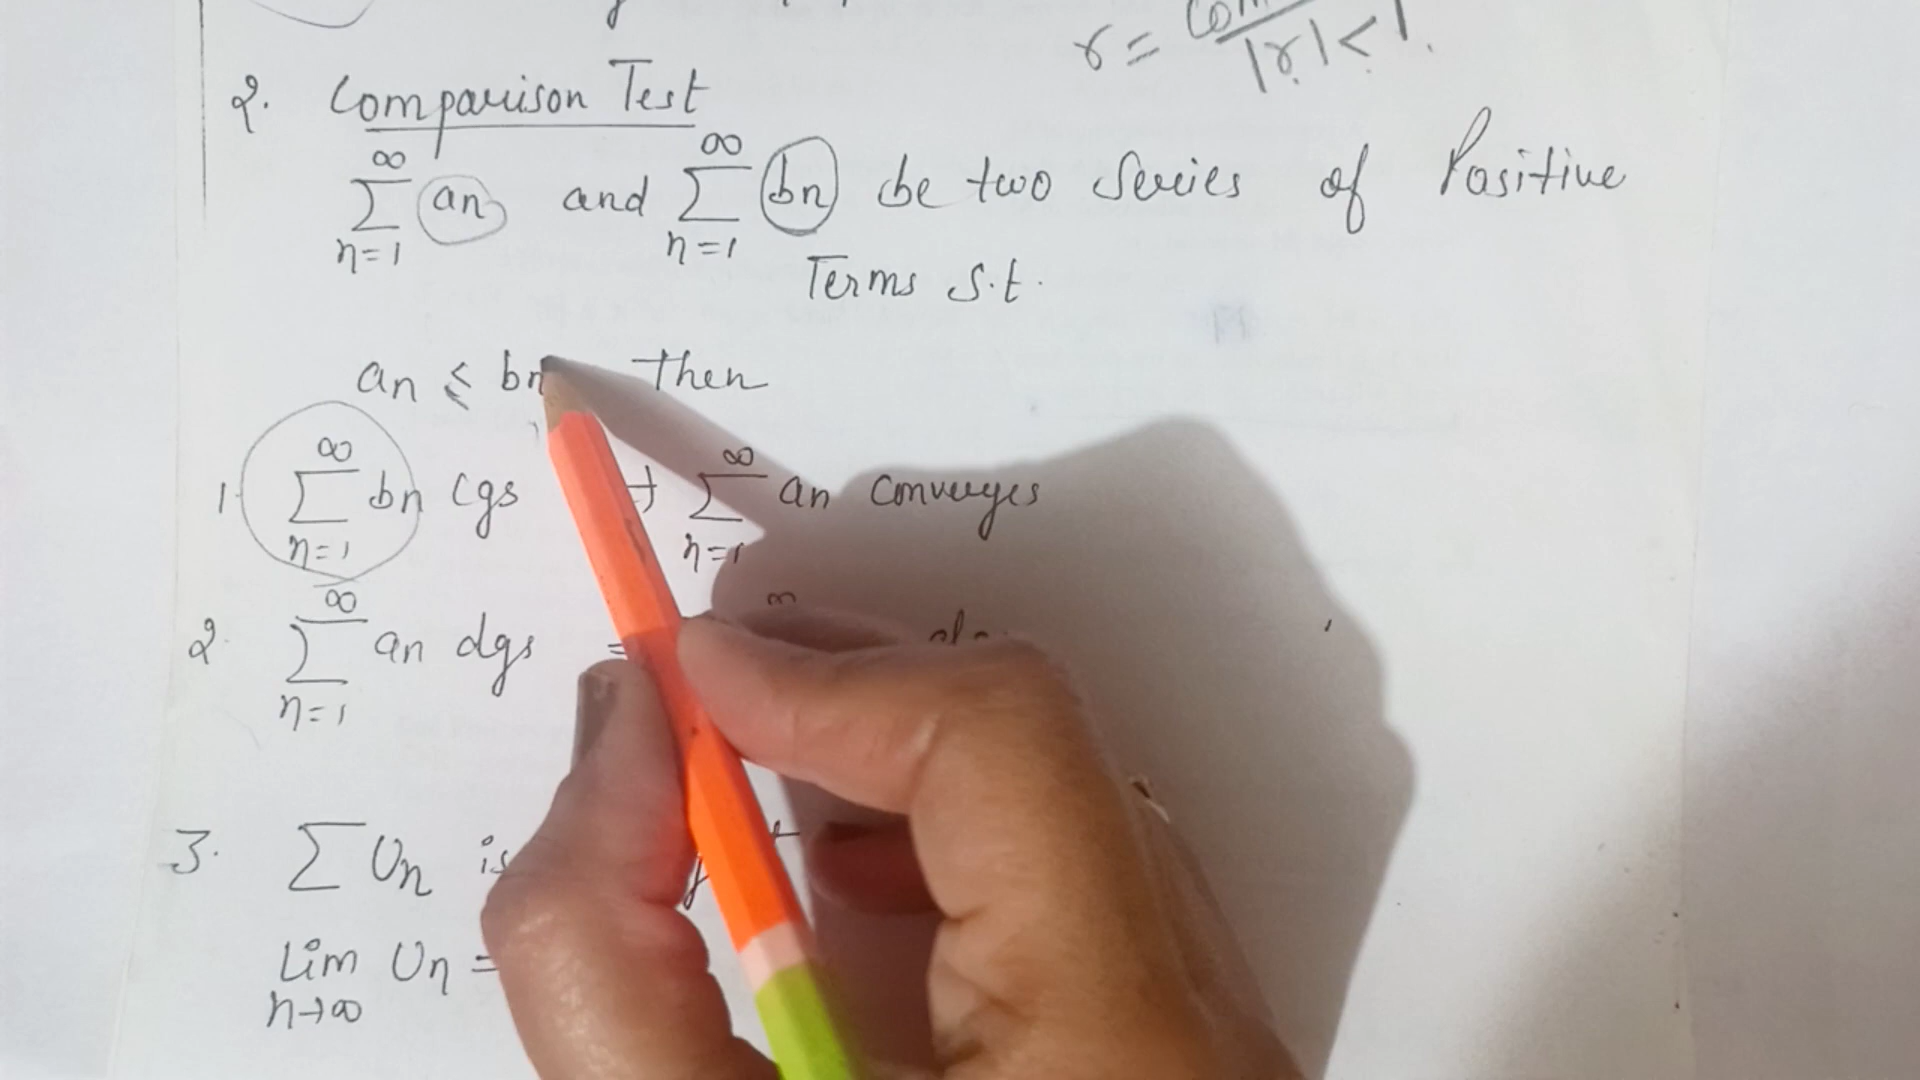 r = |r| < 1.
2. Comparison Test
∞ ∑ n=1 an and ∞ ∑ n=1 bn be two series of Positive
Terms S.t.
an ≤ bn Then
1. ∞ ∑ n=1 bn cgs → ∞ ∑ n=1 an converges
2. ∞ ∑ n=1 an dgs =
3. ∑ Un is
Lim n→∞ Un =